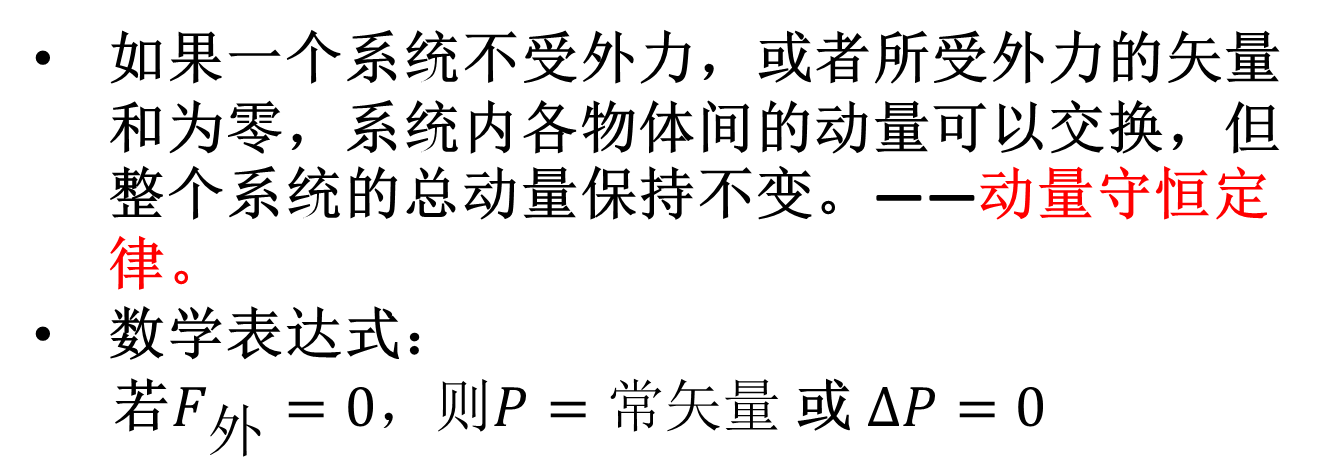 • 如果一个系统不受外力，或者所受外力的矢量
和为零，系统内各物体间的动量可以交换，但
整个系统的总动量保持不变。——动量守恒定
律。
• 数学表达式：
若F外 = 0，则P = 常矢量 或 ΔP = 0